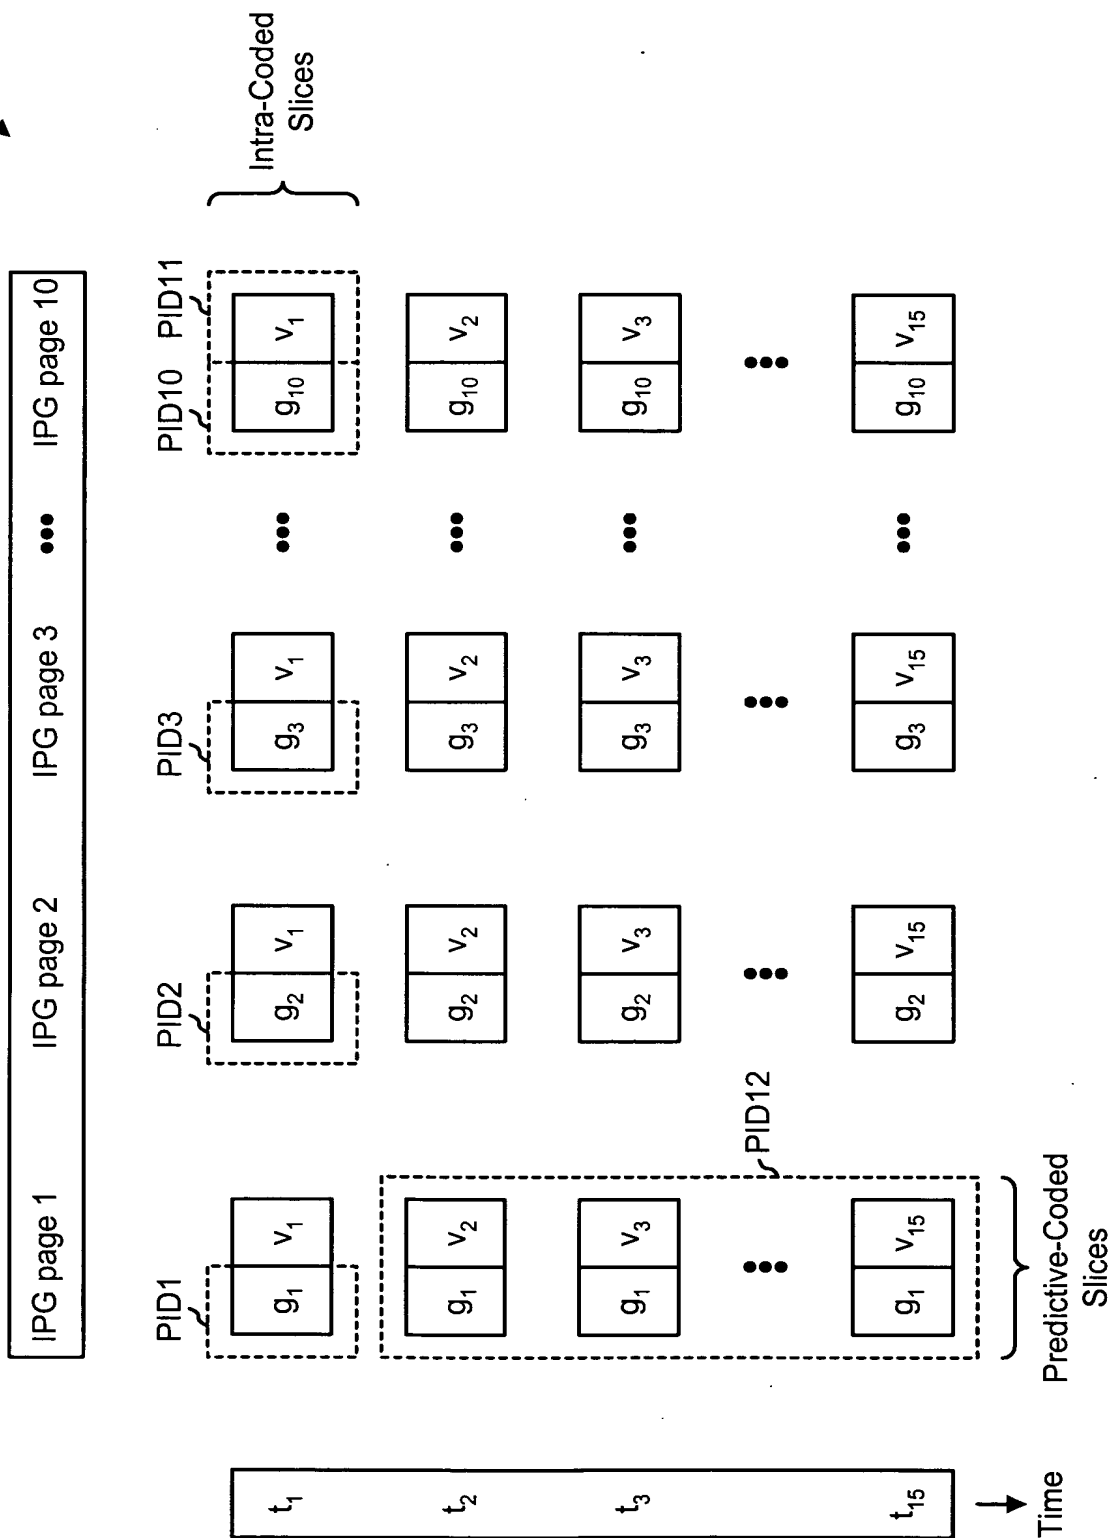 IPG page 1 IPG page 2 IPG page 3 ••• IPG page 10
PID1 PID2 PID3 PID10 PID11
t₁ g₁ v₁ g₂ v₁ g₃ v₁ ••• g₁₀ v₁
Intra-Coded
Slices
t₂ g₁ v₂ g₂ v₂ g₃ v₂ ••• g₁₀ v₂
t₃ g₁ v₃ g₂ v₃ g₃ v₃ ••• g₁₀ v₃
••• PID12 ••• ••• •••
t₁₅ g₁ v₁₅ g₂ v₁₅ g₃ v₁₅ ••• g₁₀ v₁₅
Time
Predictive-Coded
Slices